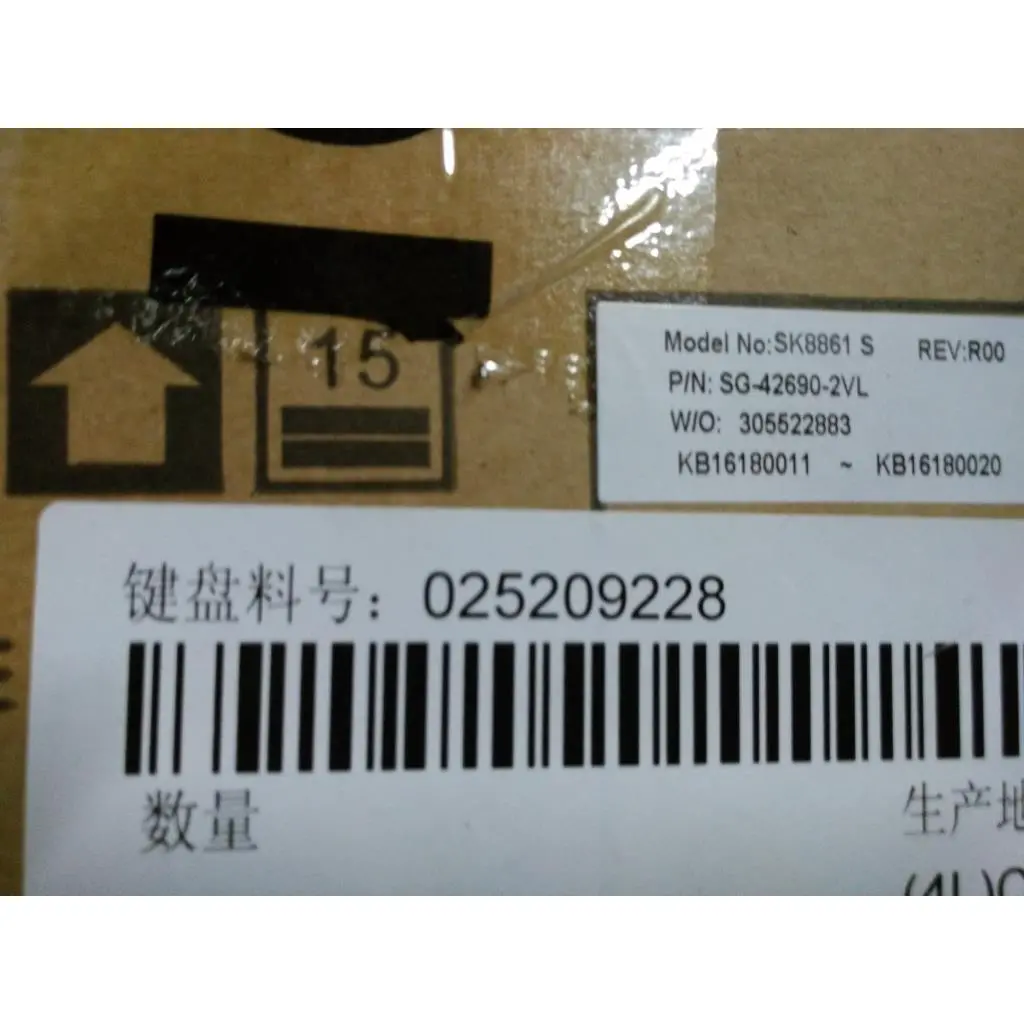 15
Model No:SK8861 S REV:R00
P/N: SG-42690-2VL
W/O: 305522883
KB16180011 ~ KB16180020
键盘料号: 025209228
数量
生产地
(4L)C